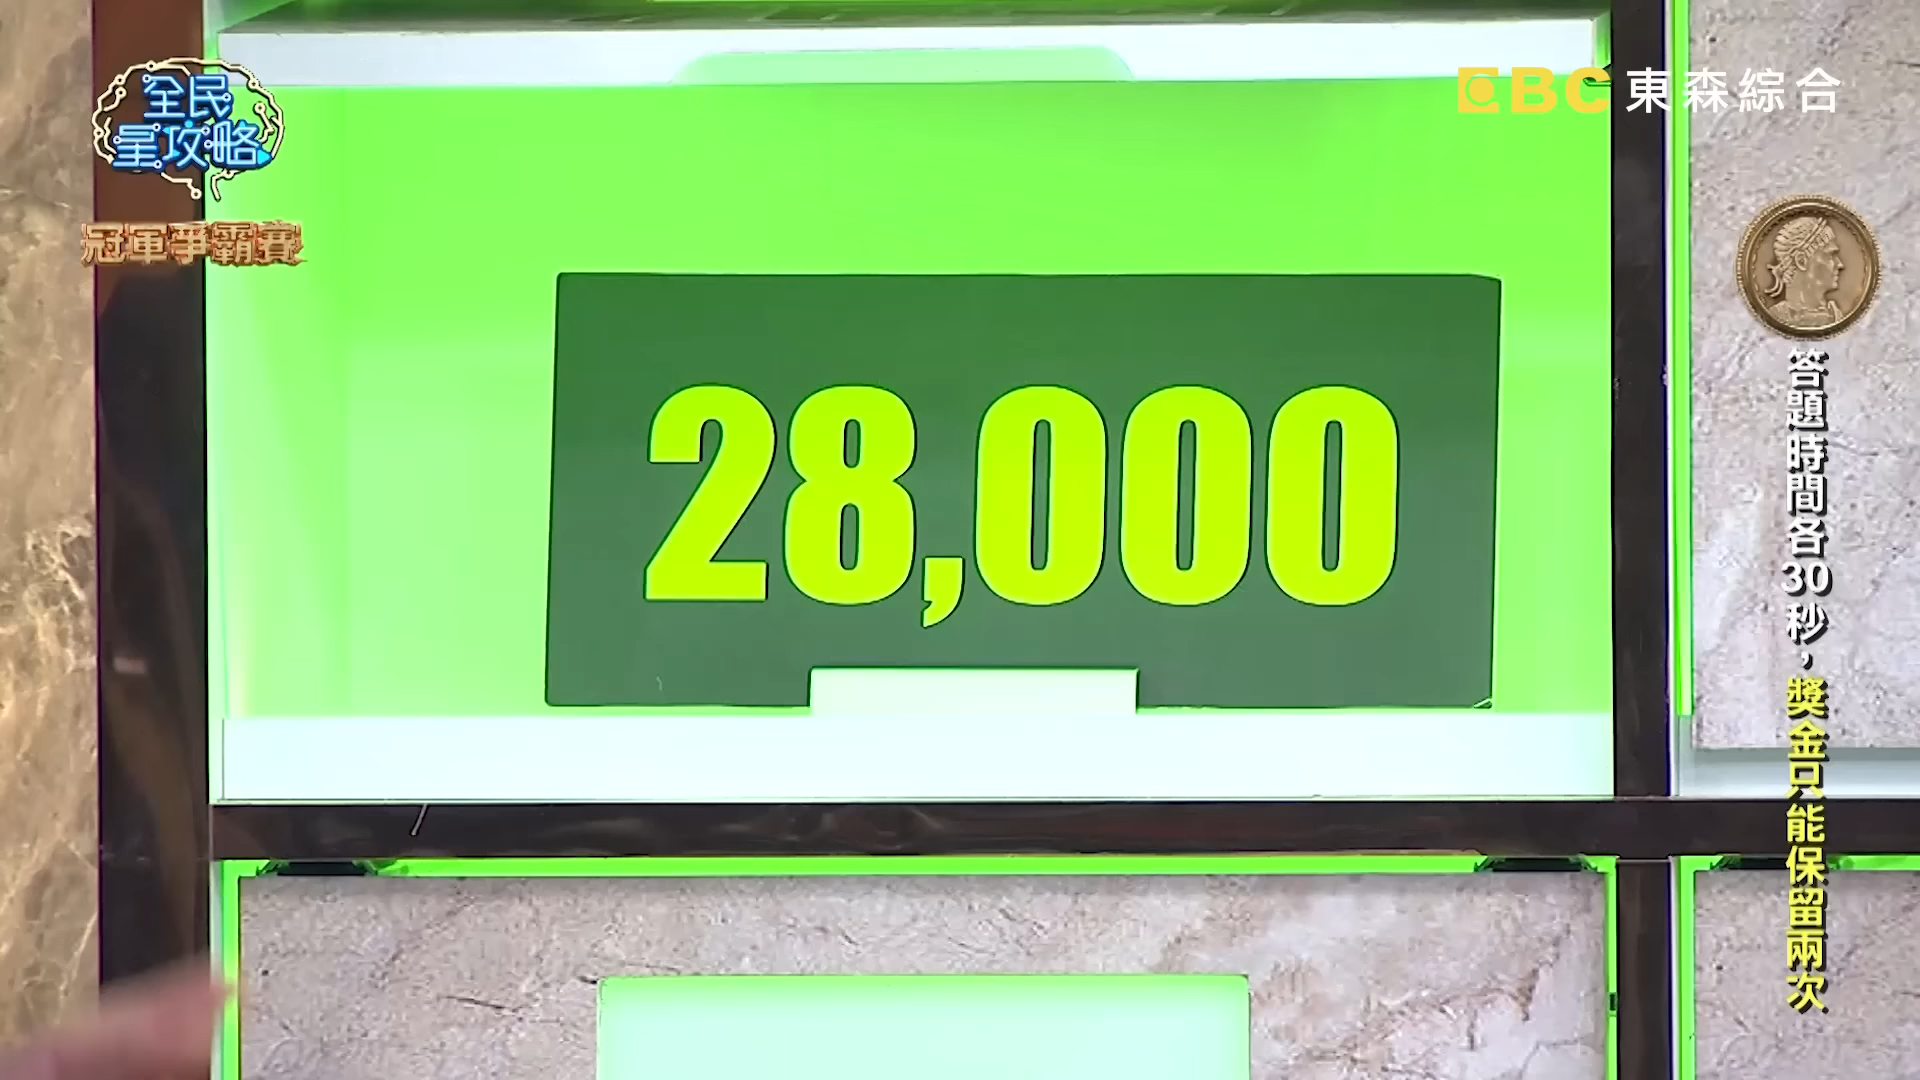 全民
星攻略
冠軍爭霸賽
EBC 東森綜合
28,000
答題時間各30秒，獎金只能保留兩次